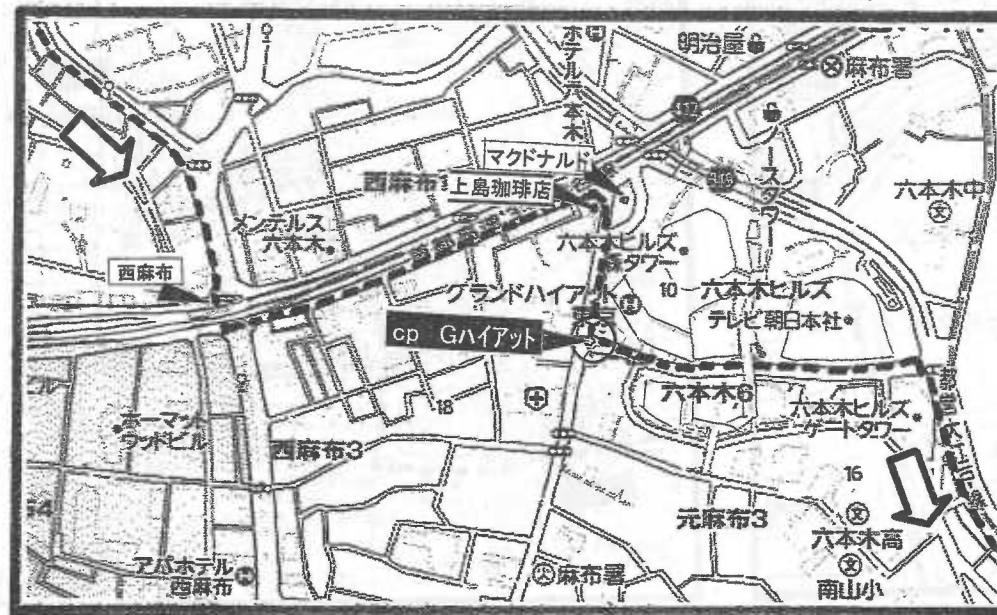 ホテル六本木
明治屋
麻布署
マクドナルド
西麻布
上島珈琲店
六本木中
メンテルス
六本木
六本木ヒルズ
森タワー
西麻布
グランドハイアット
東京
10
六本木ヒルズ
テレビ朝日本社
cp Gハイアット
六本木6
18
六本木ヒルズ
ゲートタワー
ホーマット
ウッドビル
西麻布3
16
文
元麻布3
六本木高
文
アパホテル
西麻布
麻布署
南山小